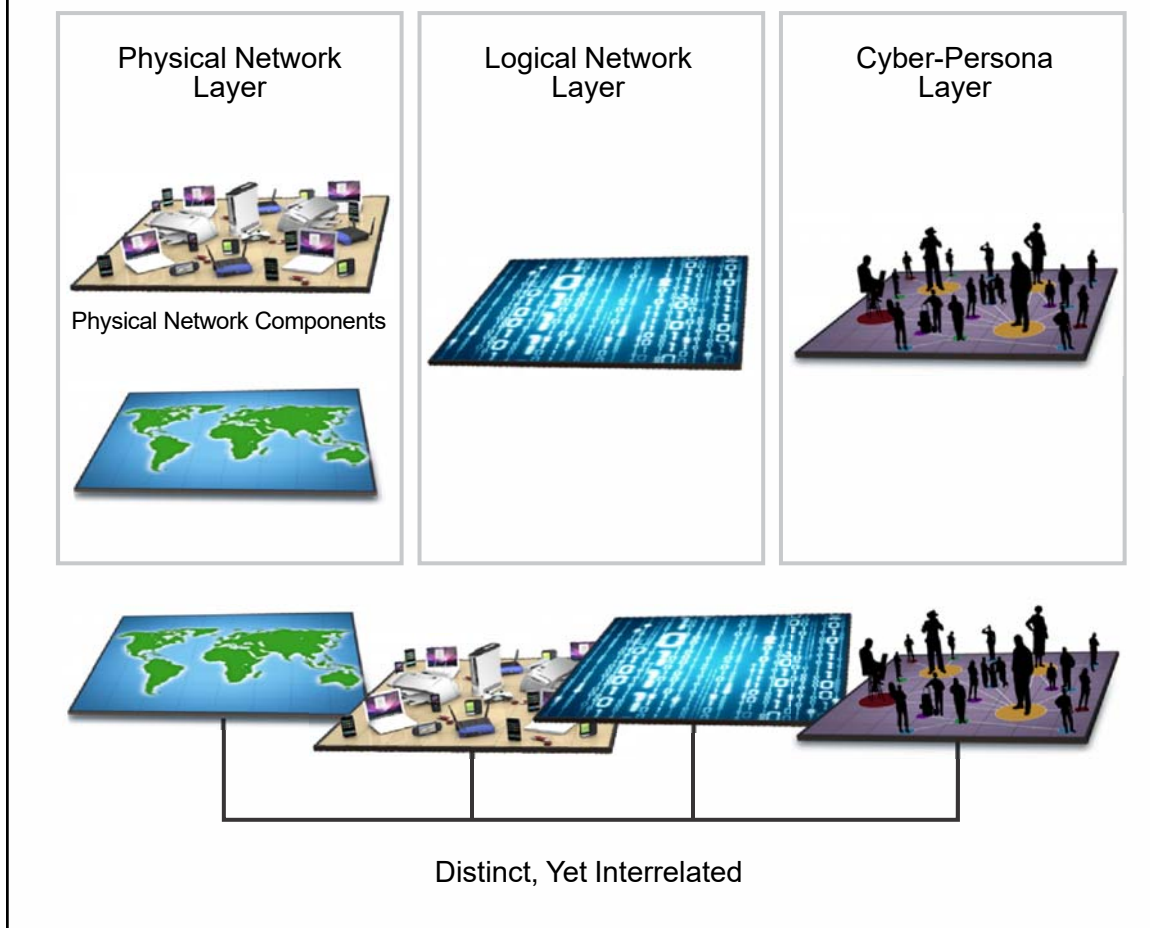 Physical Network
Layer
Logical Network
Layer
Cyber-Persona
Layer
Physical Network Components
Distinct, Yet Interrelated